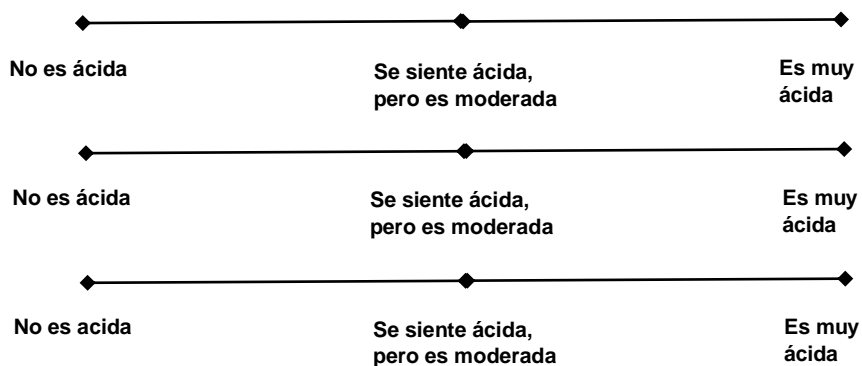 No es ácida
Se siente ácida,
pero es moderada
Es muy
ácida
No es ácida
Se siente ácida,
pero es moderada
Es muy
ácida
No es acida
Se siente ácida,
pero es moderada
Es muy
ácida